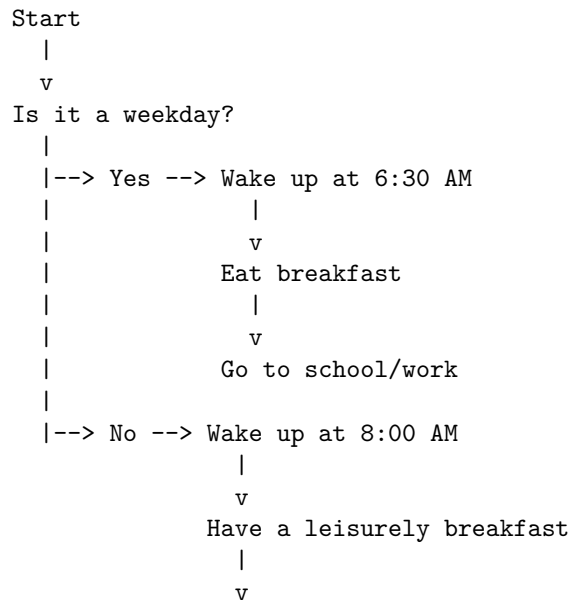 Start
|
v
Is it a weekday?
|
|--> Yes --> Wake up at 6:30 AM
|              |
|              v
|            Eat breakfast
|              |
|              v
|            Go to school/work
|
|--> No --> Wake up at 8:00 AM
|
v
Have a leisurely breakfast
|
v